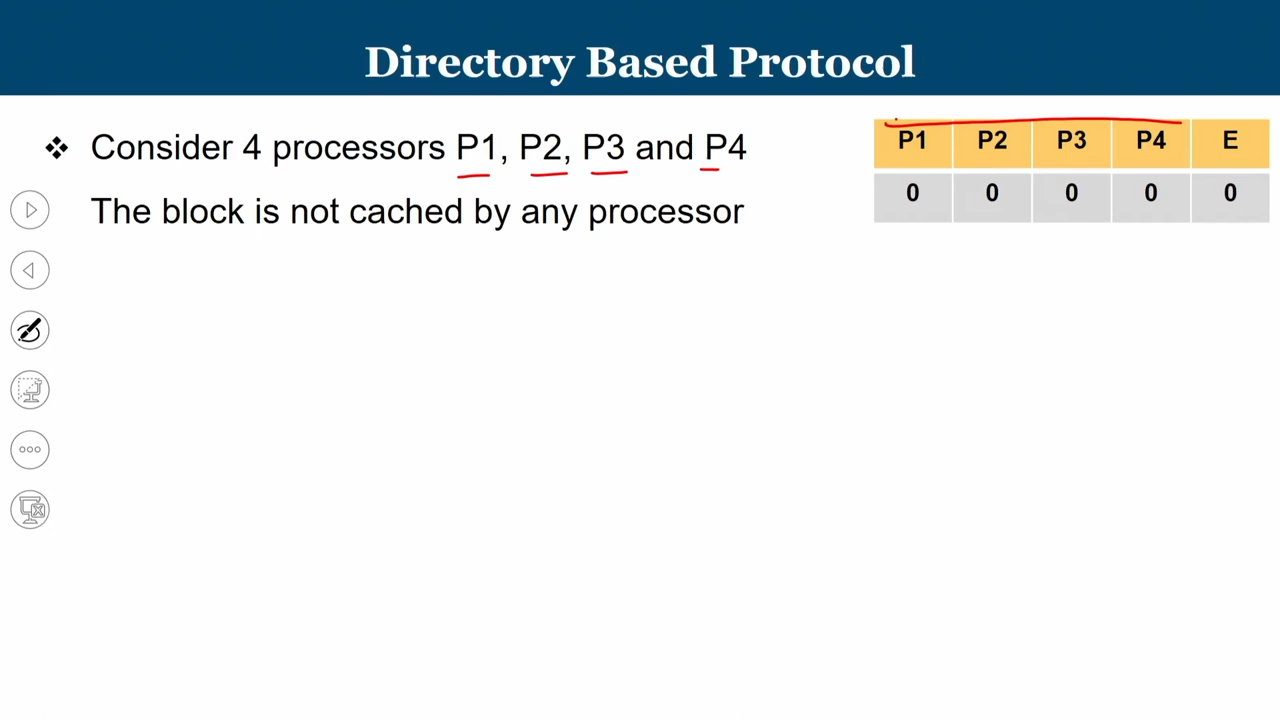 Directory Based Protocol
❖ Consider 4 processors P1, P2, P3 and P4
The block is not cached by any processor
P1 P2 P3 P4 E
0 0 0 0 0